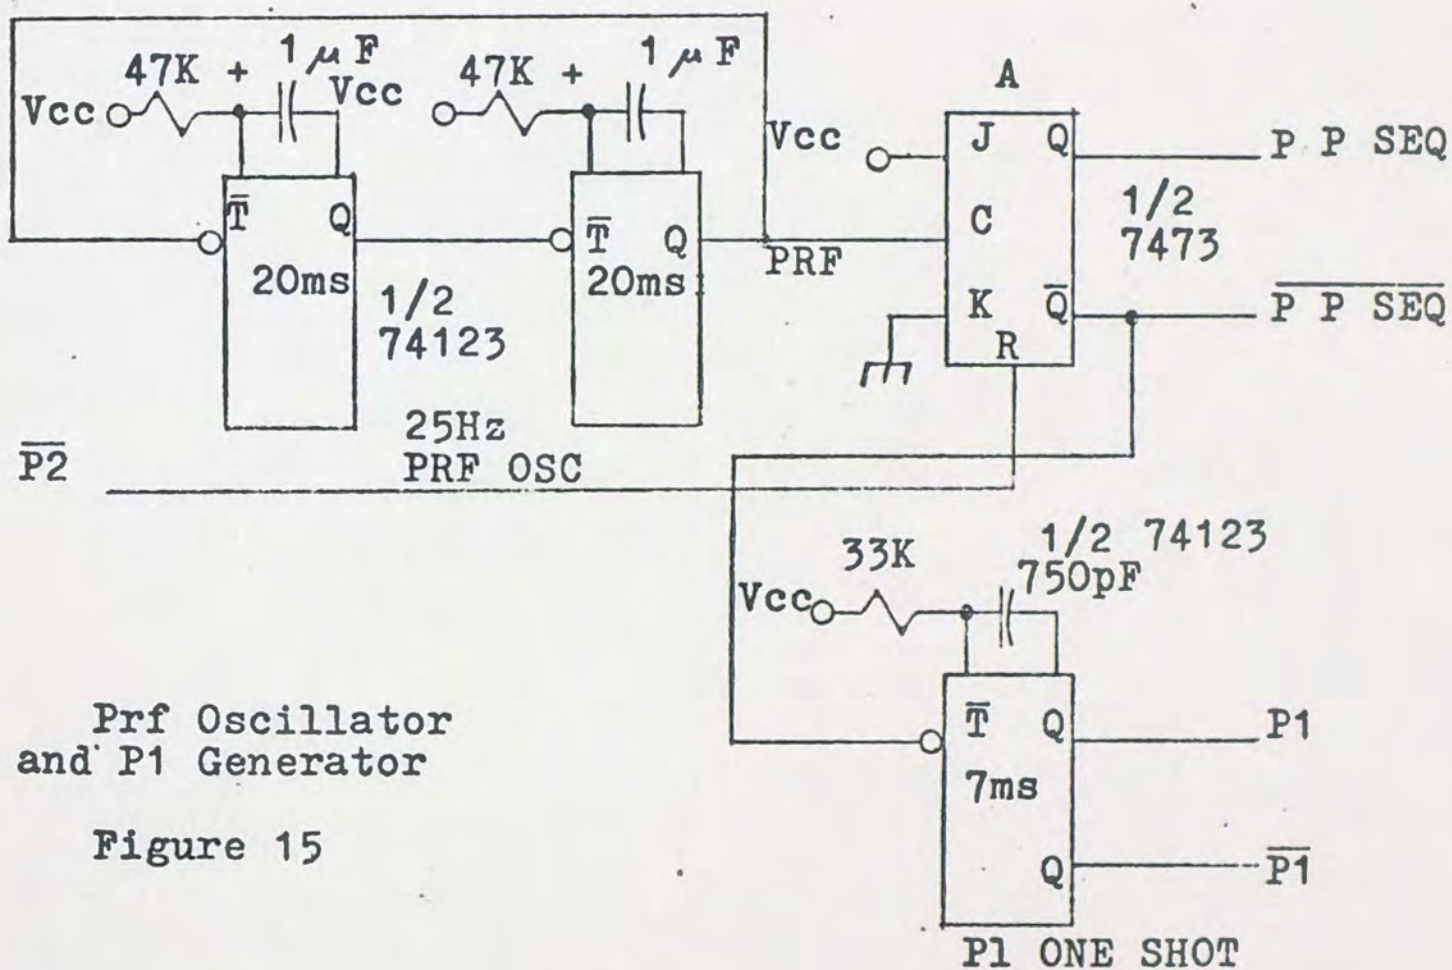 47K + 1 μF
Vcc
Vcc
47K + 1 μF
T̅ Q
20ms
1/2
74123
T̅ Q
20ms
25Hz
PRF OSC
PRF
A
Vcc
J Q
C
K Q̅
R
1/2
7473
P P SEQ
P̅ ̅P̅ ̅S̅E̅Q̅
P̅2̅
33K
1/2 74123
750pF
Vcc
T̅ Q
7ms
Q
P1
P̅1̅
P1 ONE SHOT
Prf Oscillator
and P1 Generator
Figure 15